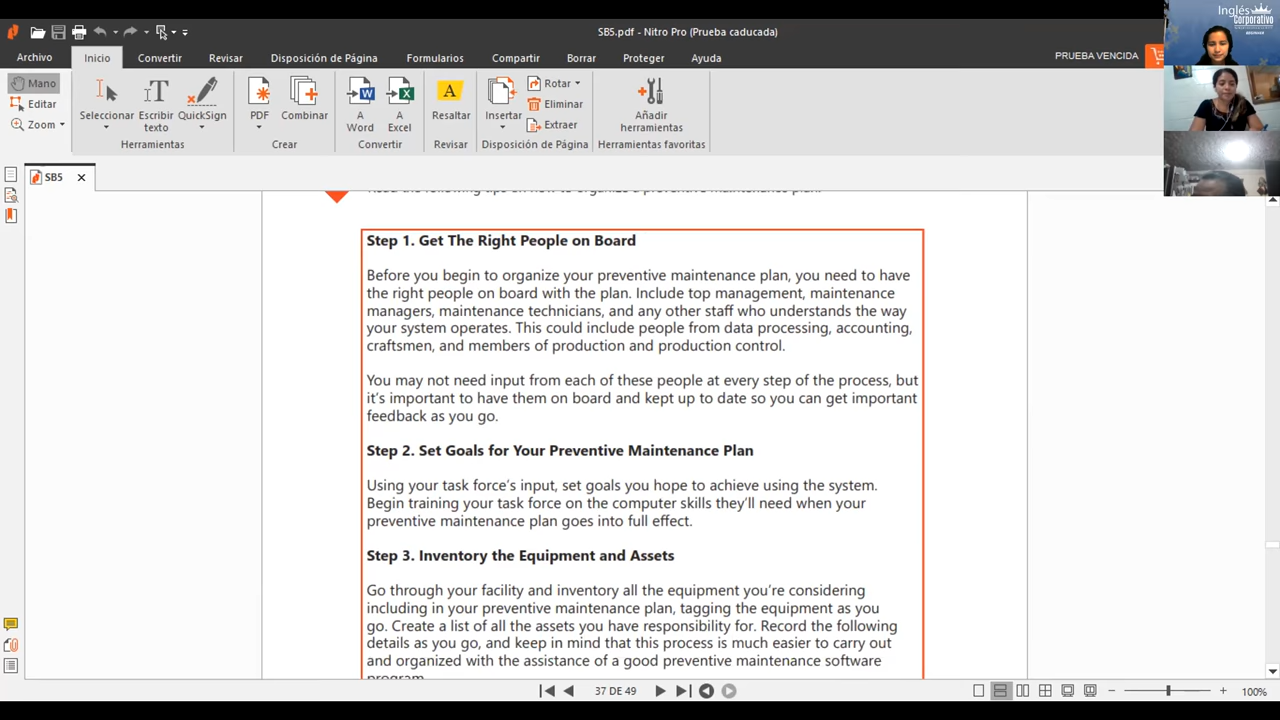 SB5.pdf - Nitro Pro (Prueba caducada)
Inglés
Corporativo
Archivo
Inicio
Convertir
Revisar
Disposición de Página
Formularios
Compartir
Borrar
Proteger
Ayuda
PRUEBA VENCIDA
Mano
Editar
Zoom
Seleccionar
Escribir
texto
QuickSign
Herramientas
PDF
Combinar
Crear
A
Word
A
Excel
Convertir
Resaltar
Revisar
Insertar
Rotar
Eliminar
Extraer
Disposición de Página
Añadir
herramientas
Herramientas favoritas
SB5
Read the following tips on how to organize a preventive maintenance plan.
Step 1. Get The Right People on Board
Before you begin to organize your preventive maintenance plan, you need to have
the right people on board with the plan. Include top management, maintenance
managers, maintenance technicians, and any other staff who understands the way
your system operates. This could include people from data processing, accounting,
craftsmen, and members of production and production control.
You may not need input from each of these people at every step of the process, but
it's important to have them on board and kept up to date so you can get important
feedback as you go.
Step 2. Set Goals for Your Preventive Maintenance Plan
Using your task force's input, set goals you hope to achieve using the system.
Begin training your task force on the computer skills they'll need when your
preventive maintenance plan goes into full effect.
Step 3. Inventory the Equipment and Assets
Go through your facility and inventory all the equipment you're considering
including in your preventive maintenance plan, tagging the equipment as you
go. Create a list of all the assets you have responsibility for. Record the following
details as you go, and keep in mind that this process is much easier to carry out
and organized with the assistance of a good preventive maintenance software
program.
37 DE 49
100%